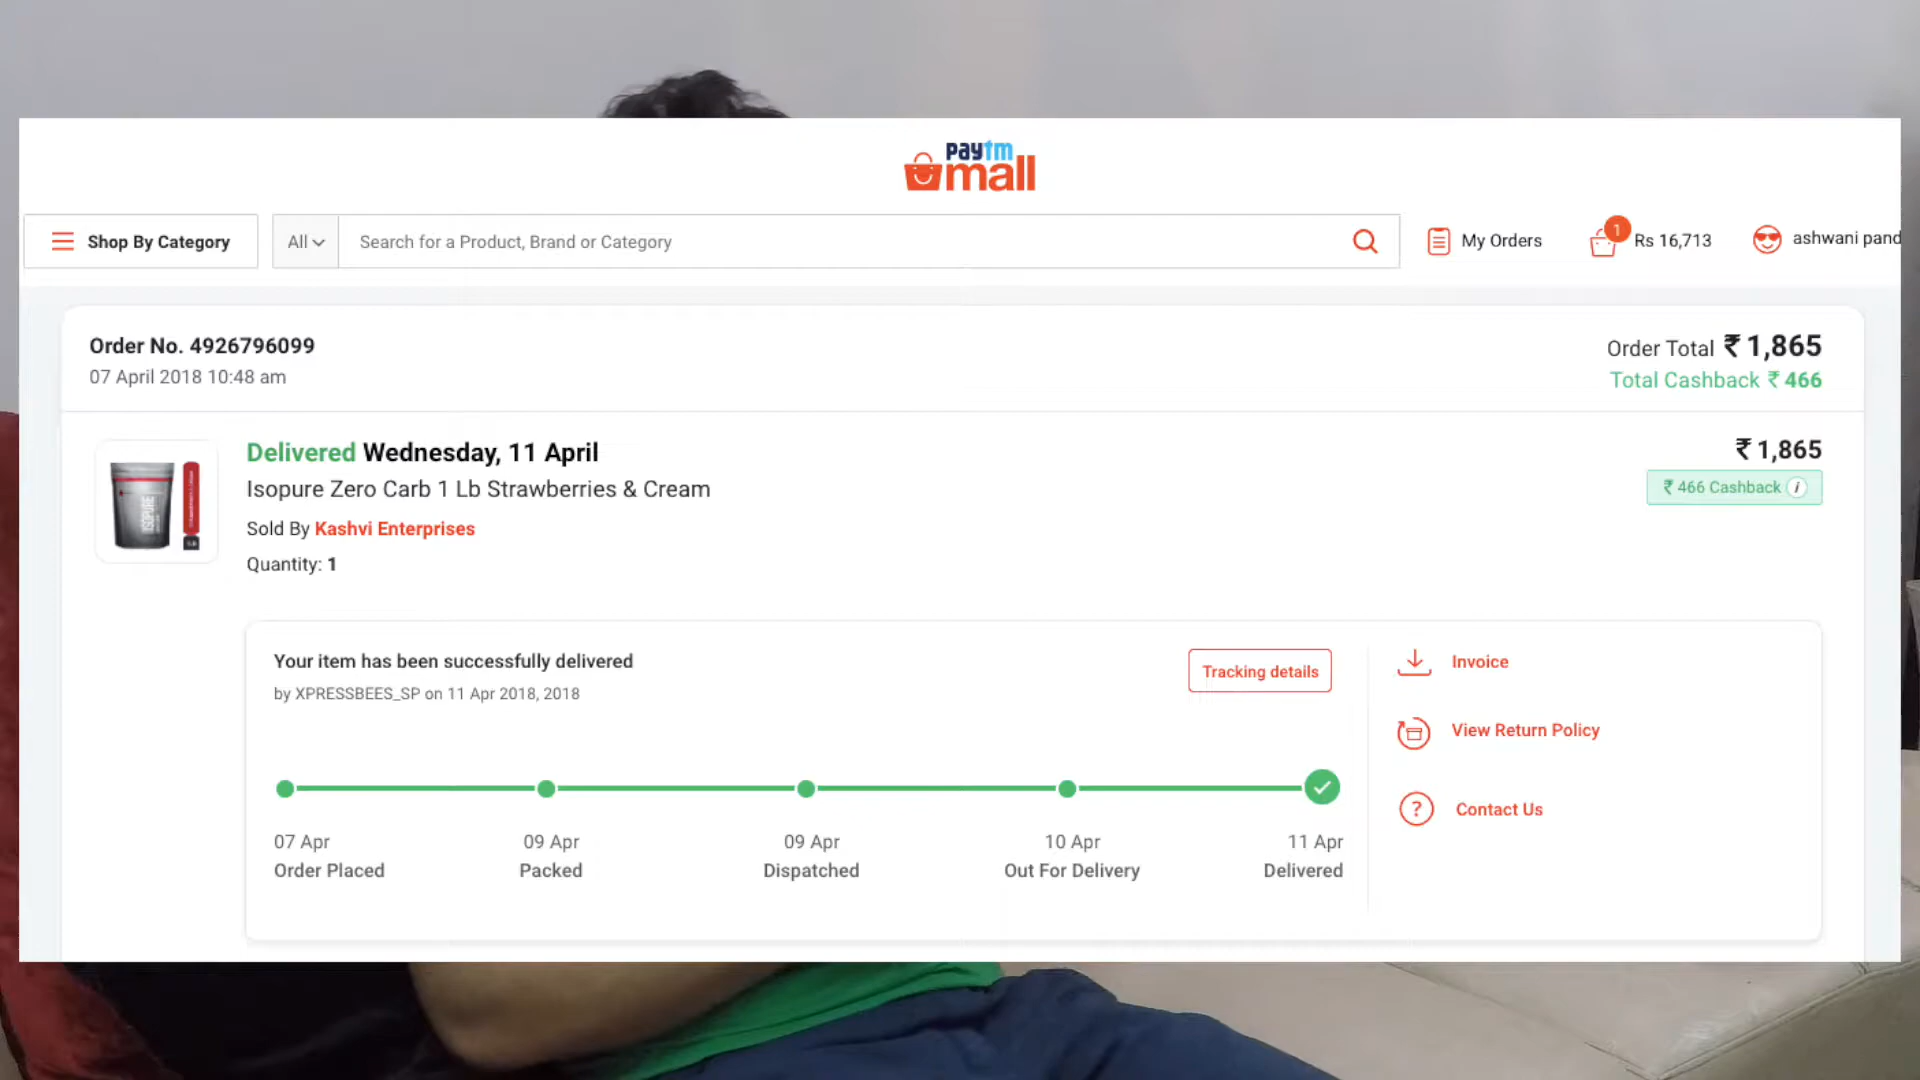 paytm
mall
Shop By Category
All
Search for a Product, Brand or Category
My Orders
1
Rs 16,713
ashwani pand
Order No. 4926796099
07 April 2018 10:48 am
Order Total ₹ 1,865
Total Cashback ₹ 466
Delivered Wednesday, 11 April
₹ 1,865
Isopure Zero Carb 1 Lb Strawberries & Cream
₹ 466 Cashback i
Sold By Kashvi Enterprises
Quantity: 1
ISOPURE
Your item has been successfully delivered
by XPRESSBEES_SP on 11 Apr 2018, 2018
Tracking details
Invoice
View Return Policy
? Contact Us
07 Apr
Order Placed
09 Apr
Packed
09 Apr
Dispatched
10 Apr
Out For Delivery
11 Apr
Delivered